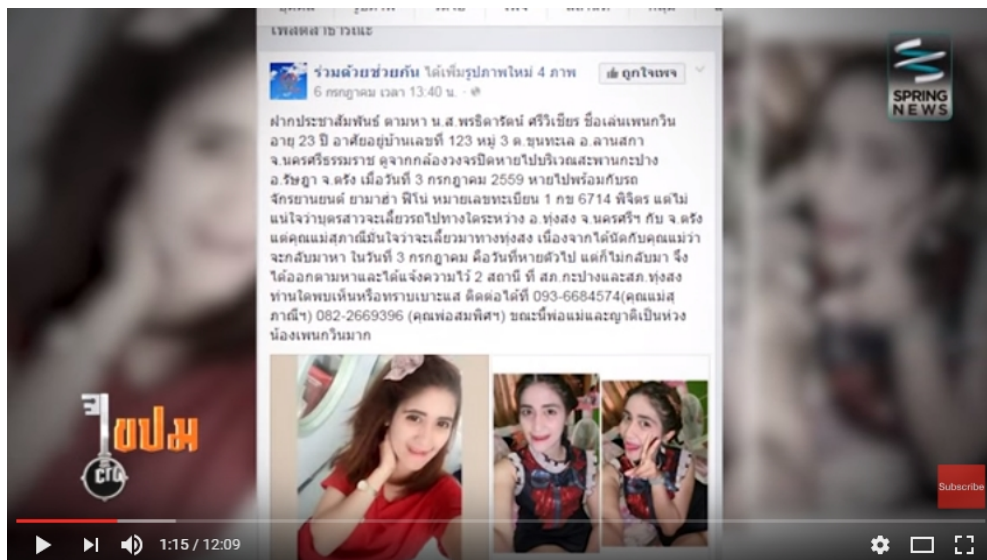 โพสต์สาธารณะ
ร่วมด้วยช่วยกัน ได้เพิ่มรูปภาพใหม่ 4 ภาพ
ถูกใจเพจ
6 กรกฎาคม เวลา 13:40 น.
SPRING
NEWS
ฝากประชาสัมพันธ์ ตามหา น.ส.พรธิดารัตน์ ศรีวิเชียร ชื่อเล่นเพนกวิน
อายุ 23 ปี อาศัยอยู่บ้านเลขที่ 123 หมู่ 3 ต.ขุนทะเล อ.ลานสกา
จ.นครศรีธรรมราช ดูจากกล้องวงจรปิดหายไปบริเวณสะพานกะปาง
อ.รัษฎา จ.ตรัง เมื่อวันที่ 3 กรกฎาคม 2559 หายไปพร้อมกับรถ
จักรยานยนต์ ยามาฮ่า ฟีโน่ หมายเลขทะเบียน 1 กข 6714 พิจิตร แต่ไม่
แน่ใจว่าบุตรสาวจะเลี้ยวรถไปทางใดระหว่าง อ.ทุ่งสง จ.นครศรีฯ กับ จ.ตรัง
แต่คุณแม่สุภาณีมั่นใจว่าจะเลี้ยวมาทางทุ่งสง เนื่องจากได้นัดกับคุณแม่ว่า
จะกลับมาหา ในวันที่ 3 กรกฎาคม คือวันที่หายตัวไป แต่ก็ไม่กลับมา จึง
ได้ออกตามหาและได้แจ้งความไว้ 2 สถานี ที่ สภ.กะปางและสภ.ทุ่งสง
ท่านใดพบเห็นหรือทราบเบาะแส ติดต่อได้ที่ 093-6684574(คุณแม่สุ
ภาณีฯ) 082-2669396 (คุณพ่อสมพิศฯ) ขณะนี้พ่อแม่และญาติเป็นห่วง
น้องเพนกวินมาก
ไขปม
Subscribe
1:15 / 12:09